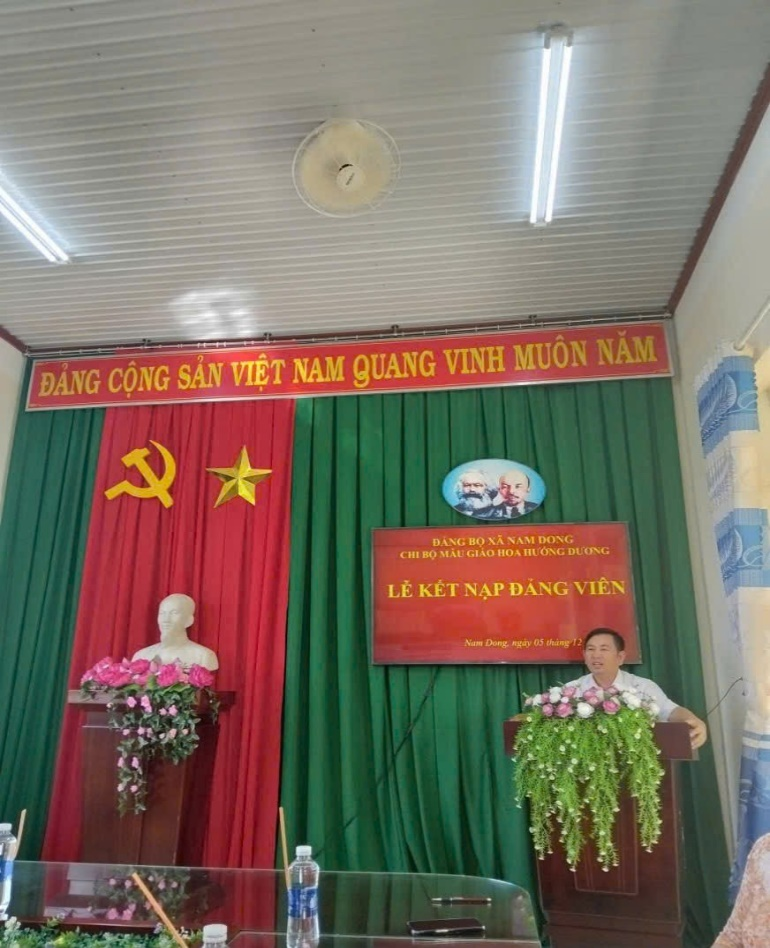 ĐẢNG CỘNG SẢN VIỆT NAM QUANG VINH MUÔN NĂM
ĐẢNG BỘ XÃ NAM DONG
CHI BỘ MẪU GIÁO HOA HƯỚNG DƯƠNG
LỄ KẾT NẠP ĐẢNG VIÊN
Nam Dong, ngày 05 tháng 12